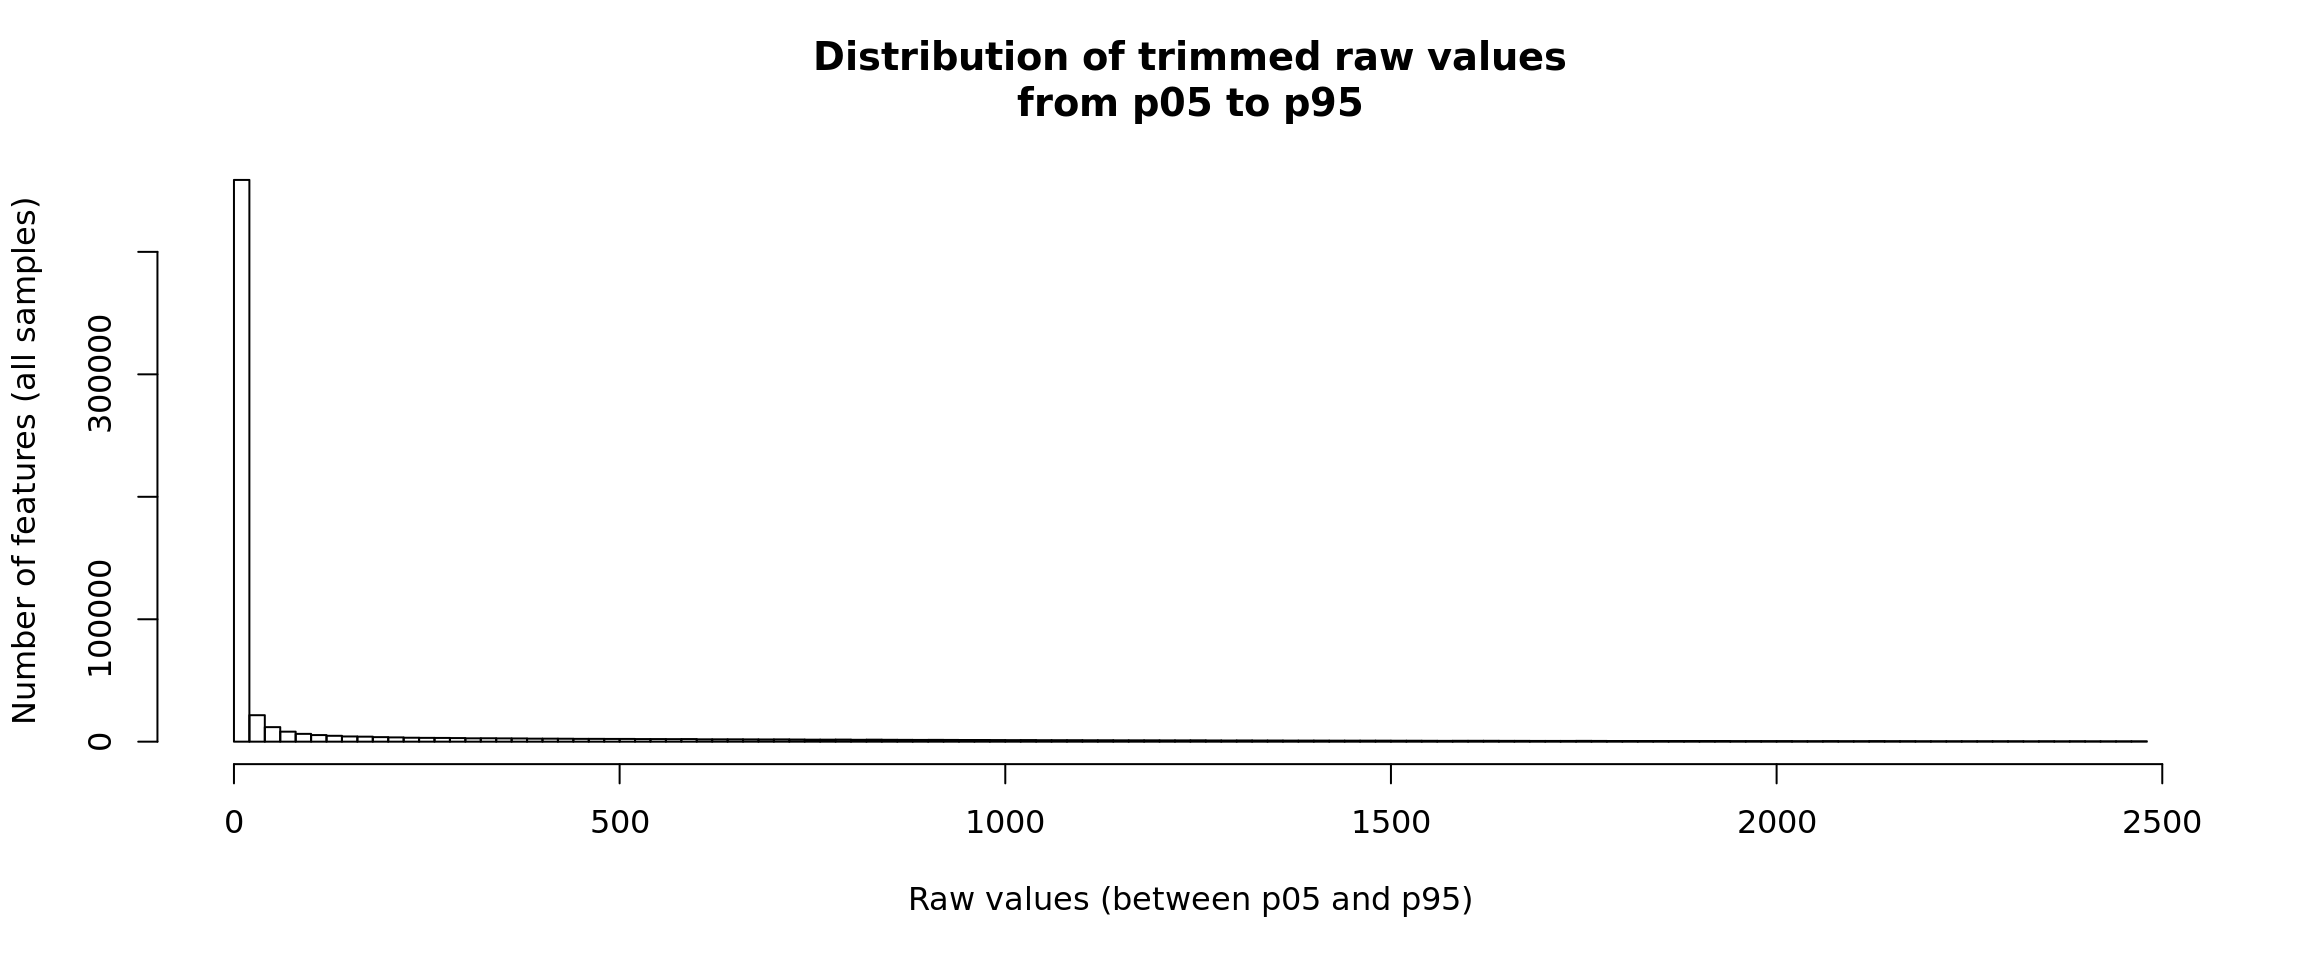 Distribution of trimmed raw values
from p05 to p95
Number of features (all samples)
300000
100000
0
0 500 1000 1500 2000 2500
Raw values (between p05 and p95)